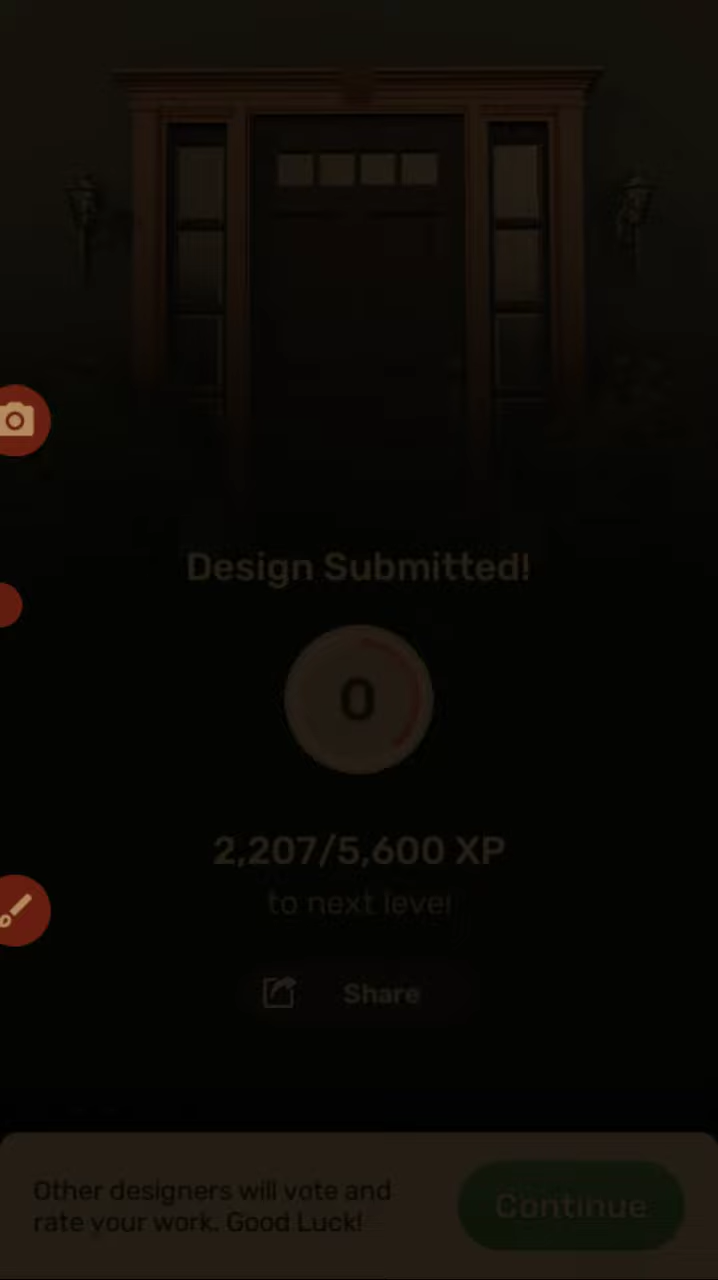 Design Submitted!
0
2,207/5,600 XP
to next level
Share
Other designers will vote and
rate your work. Good Luck!
Continue